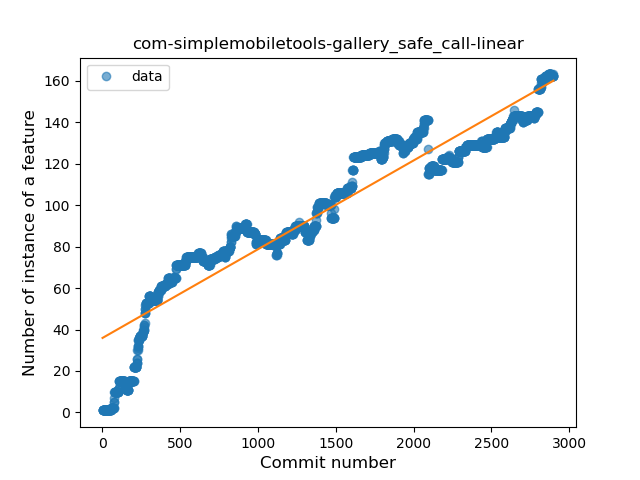 com-simplemobiletools-gallery_safe_call-linear
data
Number of instance of a feature
160
140
120
100
80
60
40
20
0
0 500 1000 1500 2000 2500 3000
Commit number